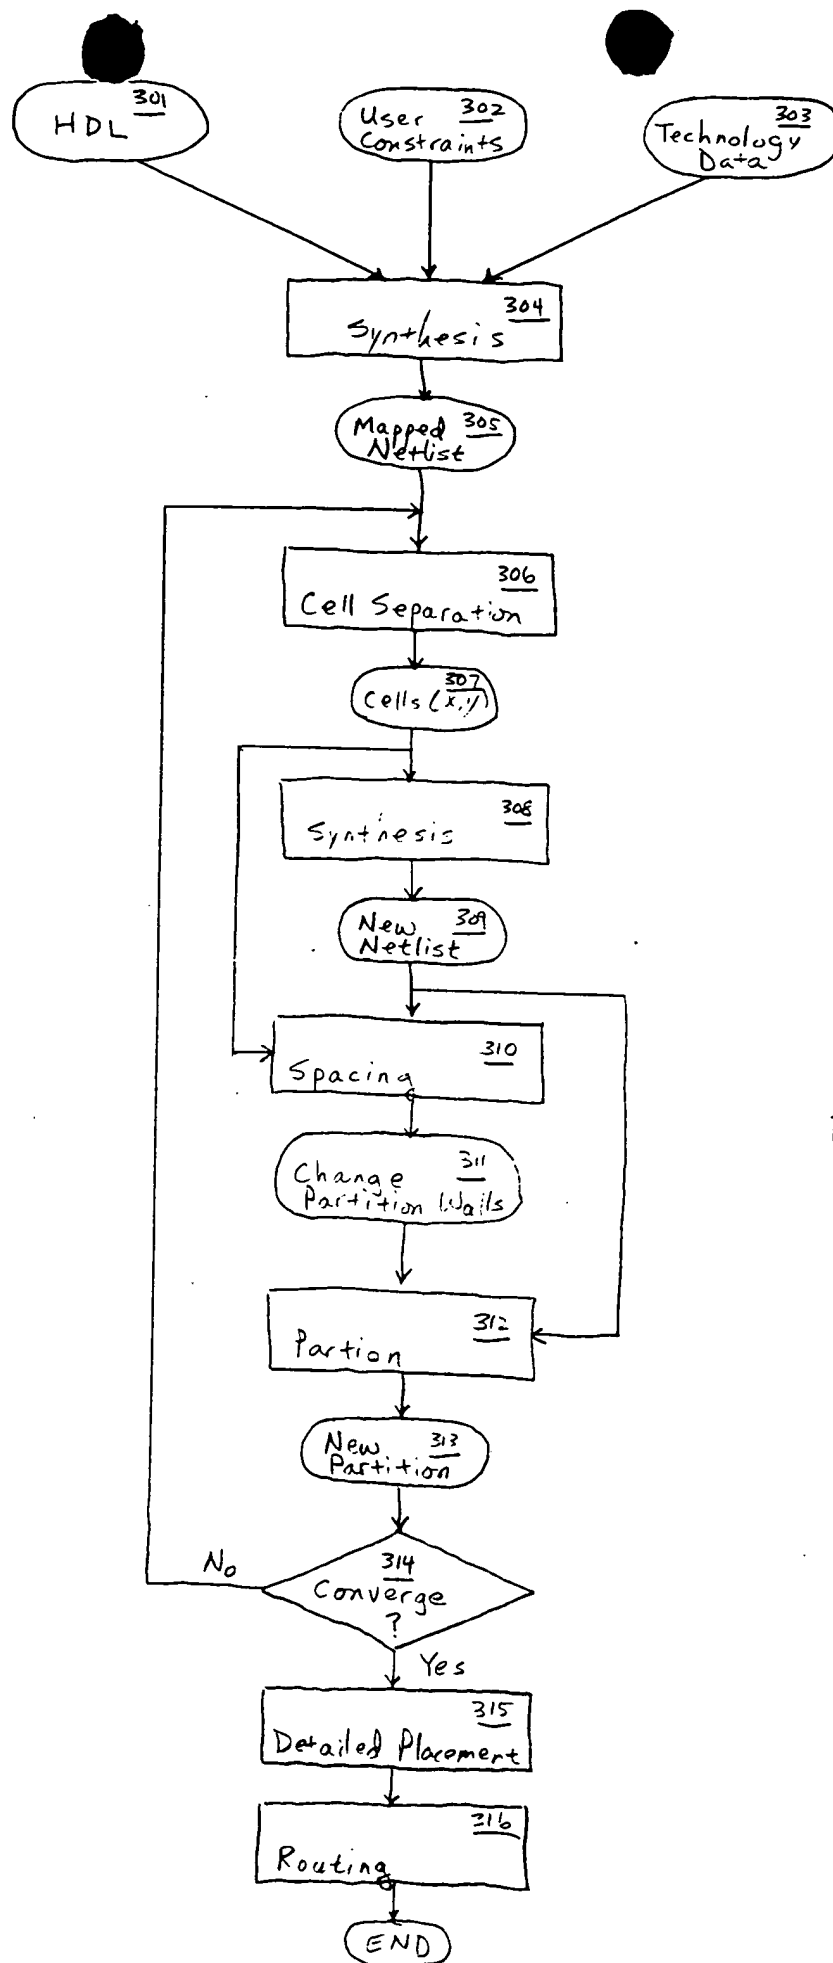 301
HDL
User 302
Constraints
303
Technology
Data
304
Synthesis
Mapped 305
Netlist
306
Cell Separation
307
Cells (x,y)
308
Synthesis
New 309
Netlist
310
Spacing
311
Change
Partition Walls
312
Partion
New 313
Partition
No
314
Converge
?
Yes
315
Detailed Placement
316
Routing
END